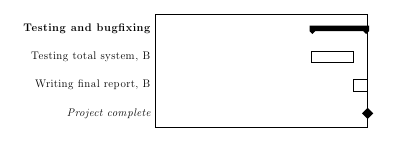 Testing and bugfixing
Testing total system, B
Writing final report, B
Project complete